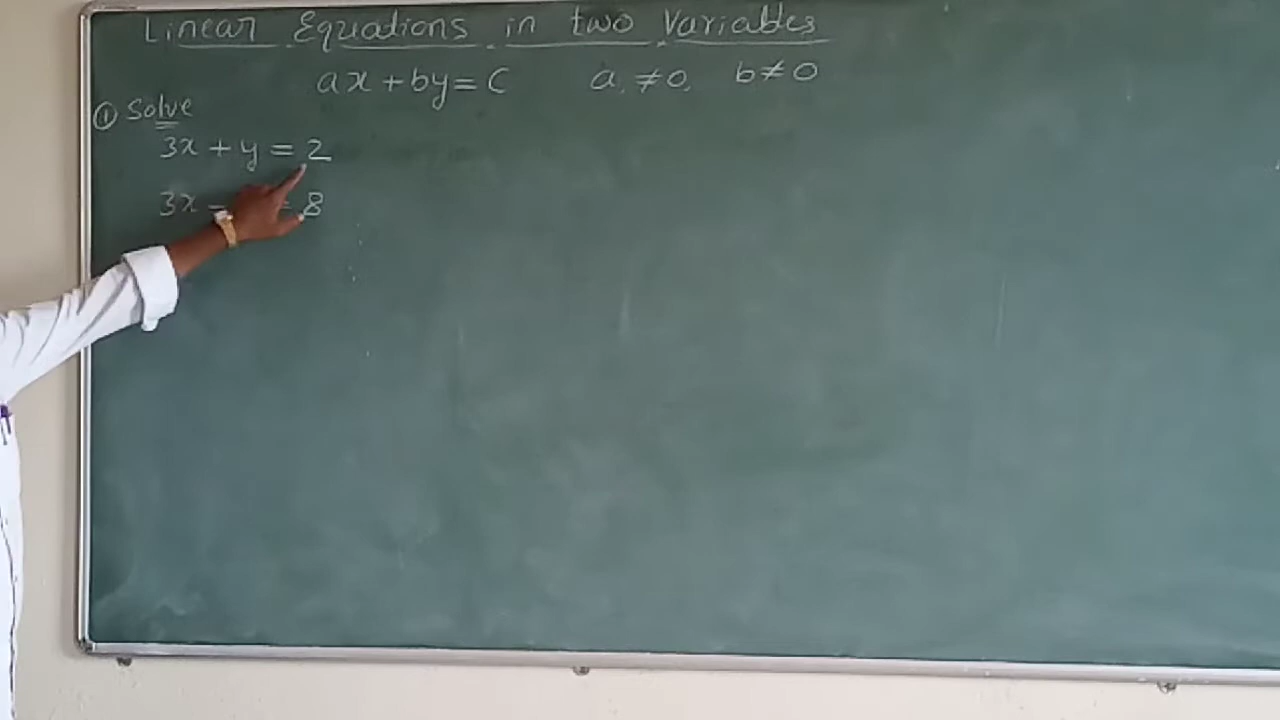 Linear Equations in two Variables
ax + by = C a ≠ 0, b ≠ 0
① Solve
3x + y = 2
3x - = 8